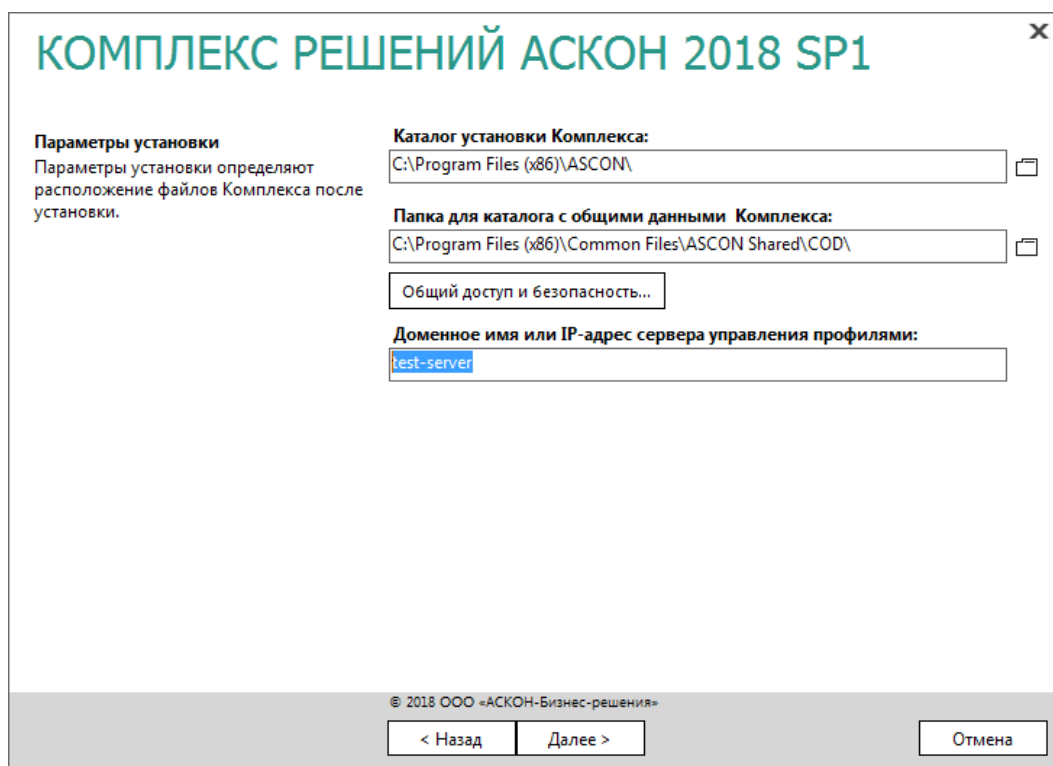 КОМПЛЕКС РЕШЕНИЙ АСКОН 2018 SP1
Параметры установки
Параметры установки определяют
расположение файлов Комплекса после
установки.
Каталог установки Комплекса:
C:\Program Files (x86)\ASCON\
Папка для каталога с общими данными  Комплекса:
C:\Program Files (x86)\Common Files\ASCON Shared\COD\
Общий доступ и безопасность...
Доменное имя или IP-адрес сервера управления профилями:
test-server
© 2018 ООО «АСКОН-Бизнес-решения»
< Назад
Далее >
Отмена